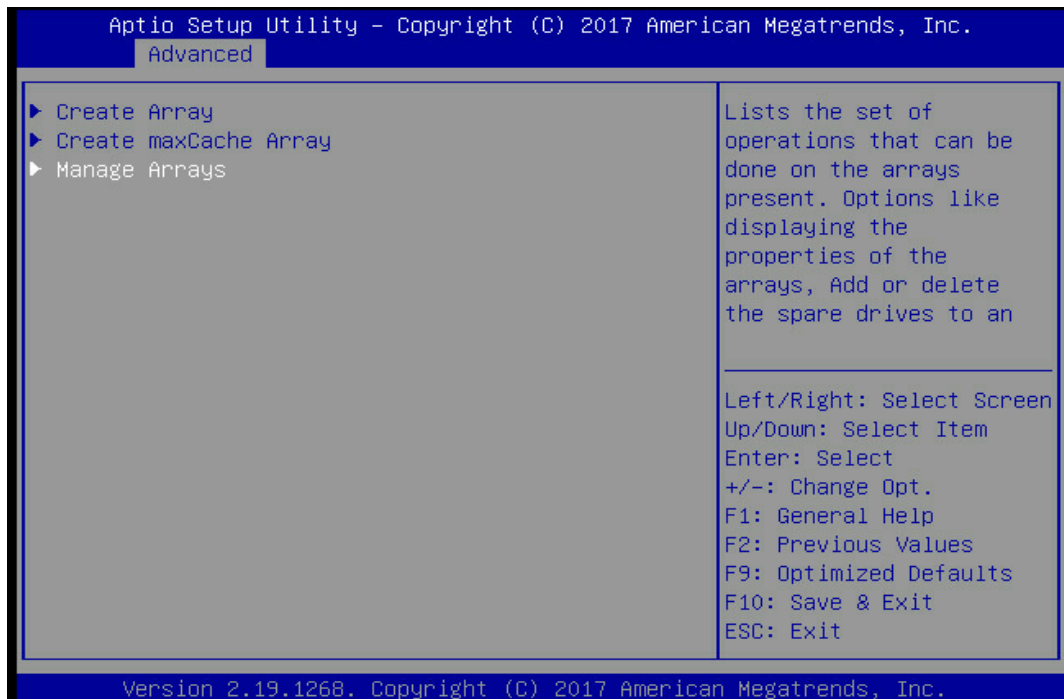 Aptio Setup Utility – Copyright (C) 2017 American Megatrends, Inc.
Advanced
Create Array
Create maxCache Array
Manage Arrays
Lists the set of
operations that can be
done on the arrays
present. Options like
displaying the
properties of the
arrays, Add or delete
the spare drives to an
Left/Right: Select Screen
Up/Down: Select Item
Enter: Select
+/-: Change Opt.
F1: General Help
F2: Previous Values
F9: Optimized Defaults
F10: Save & Exit
ESC: Exit
Version 2.19.1268. Copyright (C) 2017 American Megatrends, Inc.